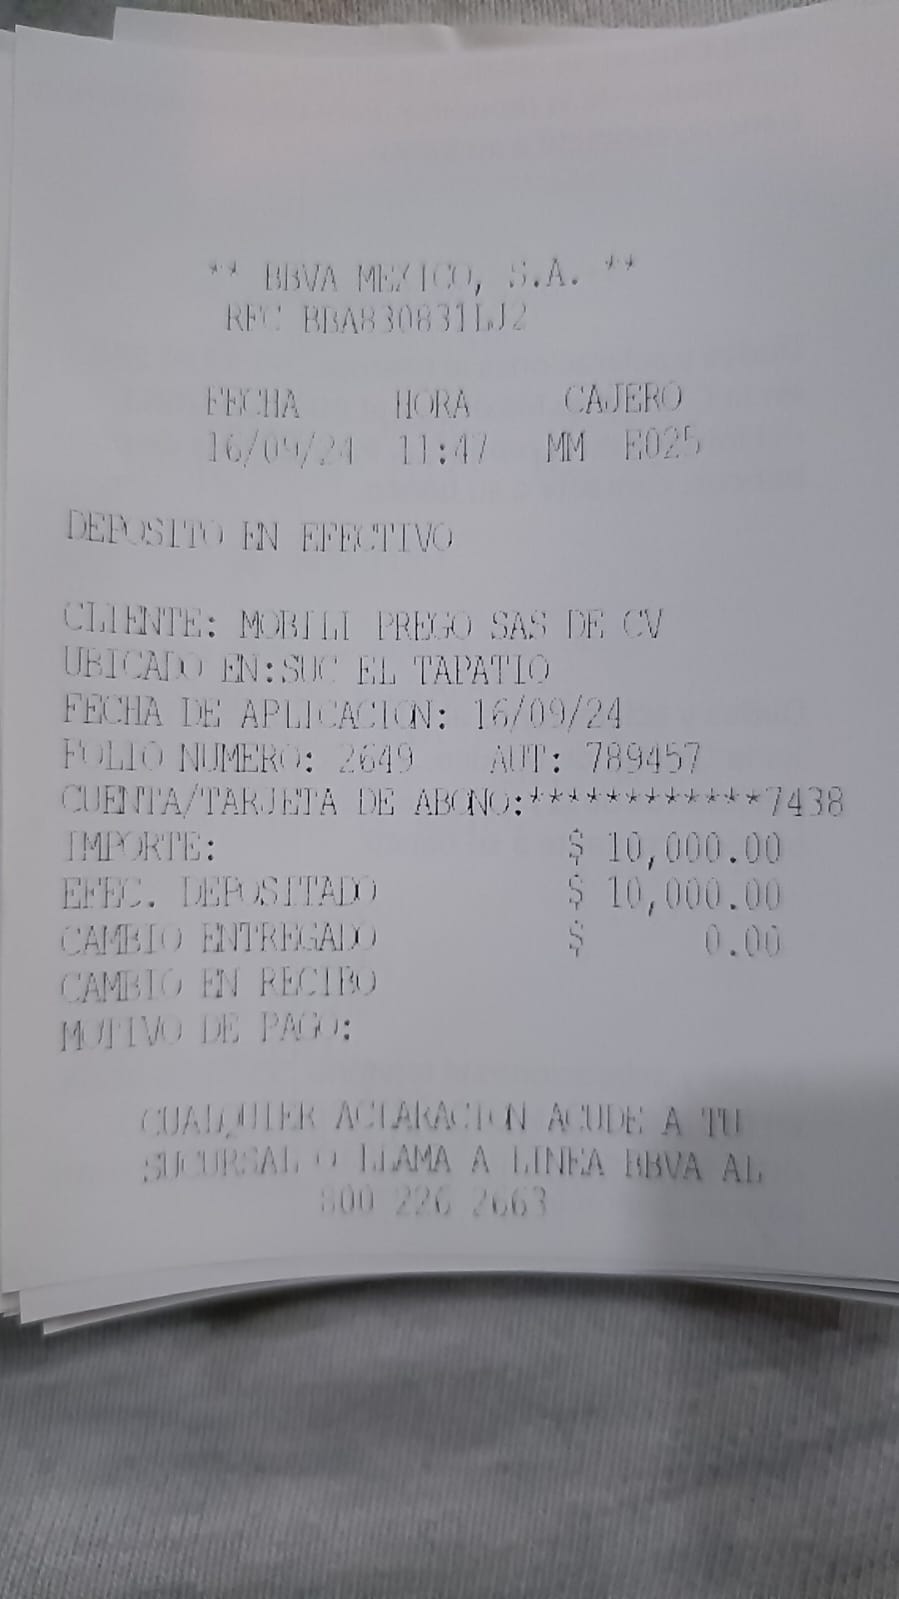 ** BBVA MEXICO, S.A. **
RFC BBA830831LJ2
FECHA HORA CAJERO
16/09/24 11:47 MM E025
DEPOSITO EN EFECTIVO
CLIENTE: MOBILI PREGO SAS DE CV
UBICADO EN:SUC EL TAPATIO
FECHA DE APLICACION: 16/09/24
FOLIO NUMERO: 2649 AUT: 789457
CUENTA/TARJETA DE ABONO:************7438
IMPORTE: $ 10,000.00
EFEC. DEPOSITADO $ 10,000.00
CAMBIO ENTREGADO $ 0.00
CAMBIO EN RECIBO
MOTIVO DE PAGO:
CUALQUIER ACLARACION ACUDE A TU
SUCURSAL O LLAMA A LINEA BBVA AL
800 226 2663